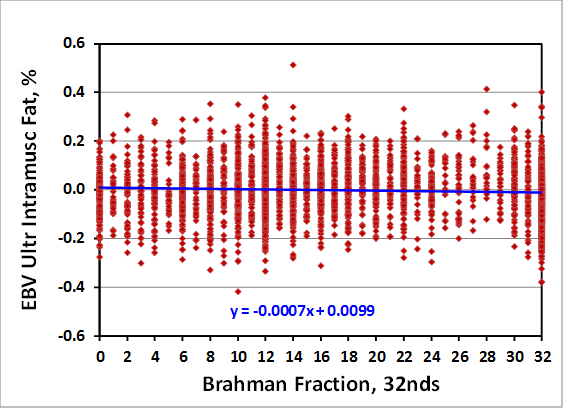 EBV Ultr Intramusc Fat, %
0.6
0.4
0.2
0.0
-0.2
-0.4
-0.6
y = -0.0007x + 0.0099
0 2 4 6 8 10 12 14 16 18 20 22 24 26 28 30 32
Brahman Fraction, 32nds